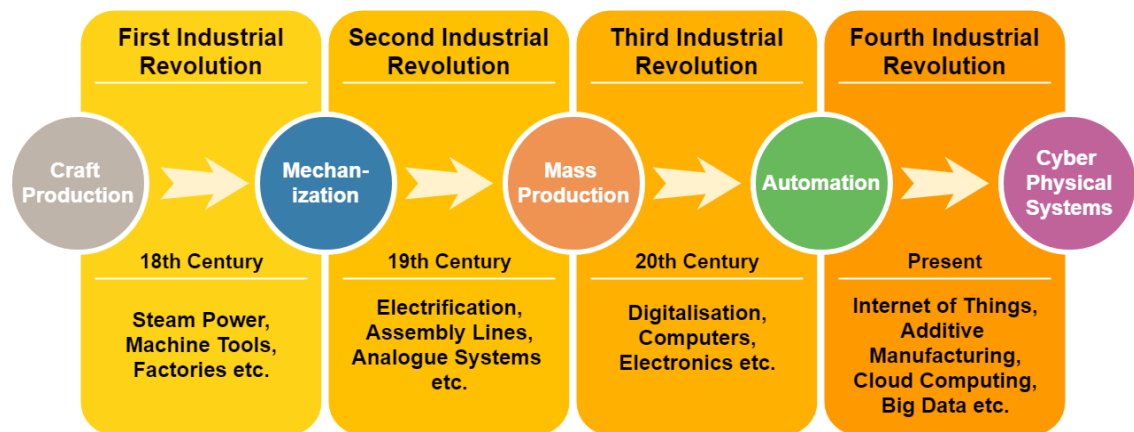 First Industrial
Revolution
Second Industrial
Revolution
Third Industrial
Revolution
Fourth Industrial
Revolution
Craft
Production
Mechan-
ization
Mass
Production
Automation
Cyber
Physical
Systems
18th Century
19th Century
20th Century
Present
Steam Power,
Machine Tools,
Factories etc.
Electrification,
Assembly Lines,
Analogue Systems
etc.
Digitalisation,
Computers,
Electronics etc.
Internet of Things,
Additive
Manufacturing,
Cloud Computing,
Big Data etc.